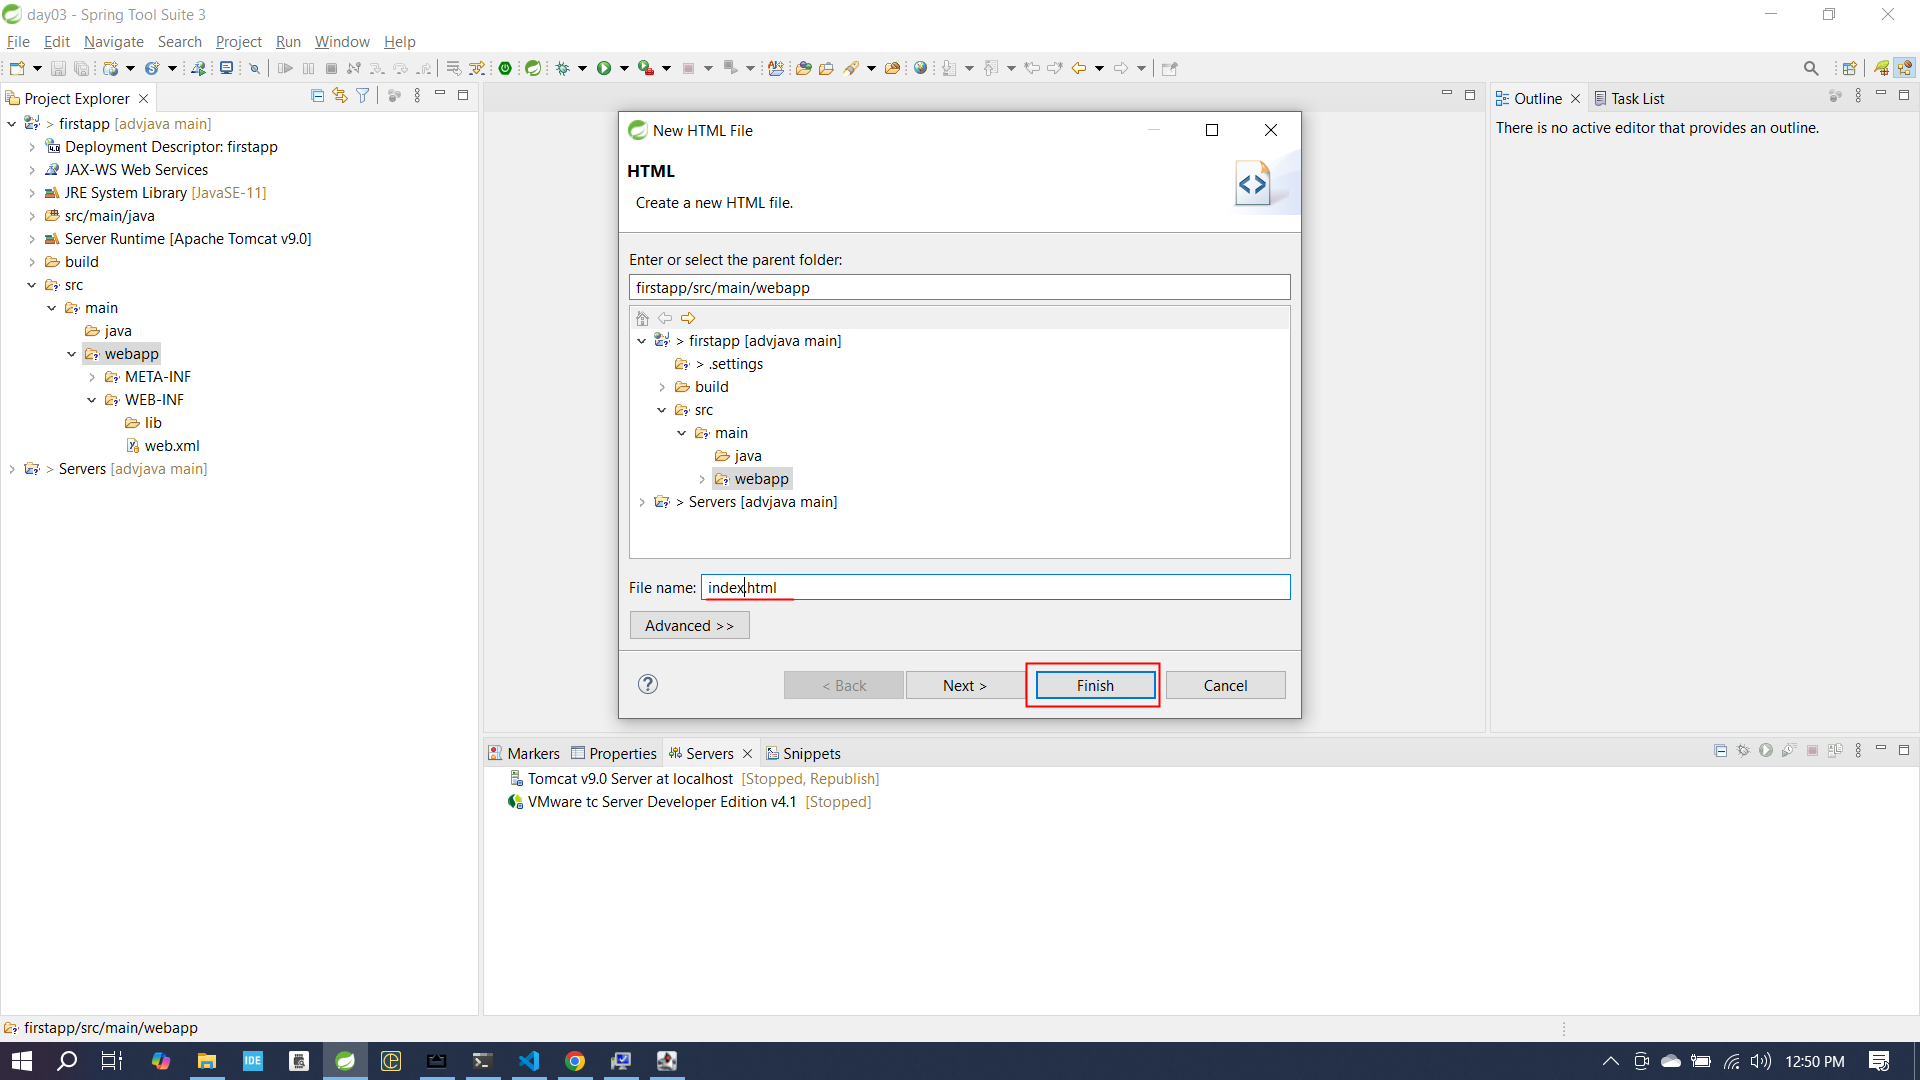 day03 - Spring Tool Suite 3
File Edit Navigate Search Project Run Window Help
Project Explorer
> firstapp [advjava main]
Deployment Descriptor: firstapp
JAX-WS Web Services
JRE System Library [JavaSE-11]
src/main/java
Server Runtime [Apache Tomcat v9.0]
build
src
main
java
webapp
META-INF
WEB-INF
lib
web.xml
> Servers [advjava main]
New HTML File
HTML
Create a new HTML file.
Enter or select the parent folder:
firstapp/src/main/webapp
> firstapp [advjava main]
> .settings
build
src
main
java
webapp
> Servers [advjava main]
File name: index.html
Advanced >>
< Back Next > Finish Cancel
Outline Task List
There is no active editor that provides an outline.
Markers Properties Servers Snippets
Tomcat v9.0 Server at localhost [Stopped, Republish]
VMware tc Server Developer Edition v4.1 [Stopped]
firstapp/src/main/webapp
IDE
12:50 PM